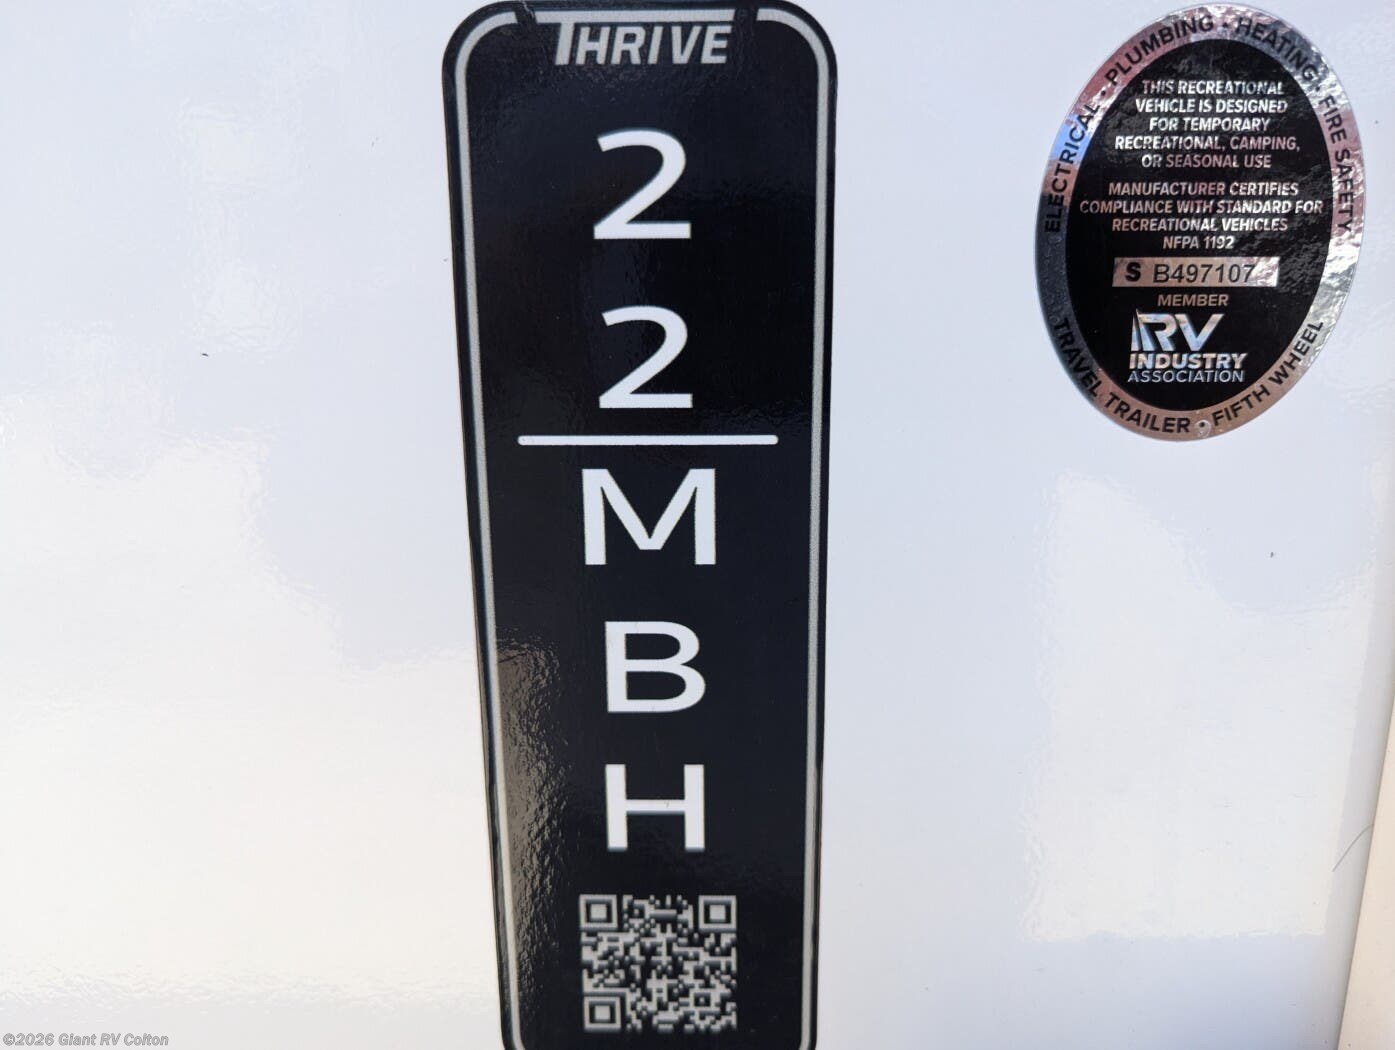 THRIVE
2
2
M
B
H
ELECTRICAL • PLUMBING • HEATING • FIRE SAFETY
THIS RECREATIONAL
VEHICLE IS DESIGNED
FOR TEMPORARY
RECREATIONAL, CAMPING,
OR SEASONAL USE
MANUFACTURER CERTIFIES
COMPLIANCE WITH STANDARD FOR
RECREATIONAL VEHICLES
NFPA 1192
S B497107
MEMBER
RV
INDUSTRY
ASSOCIATION
TRAVEL TRAILER • FIFTH WHEEL
©2026 Giant RV Colton